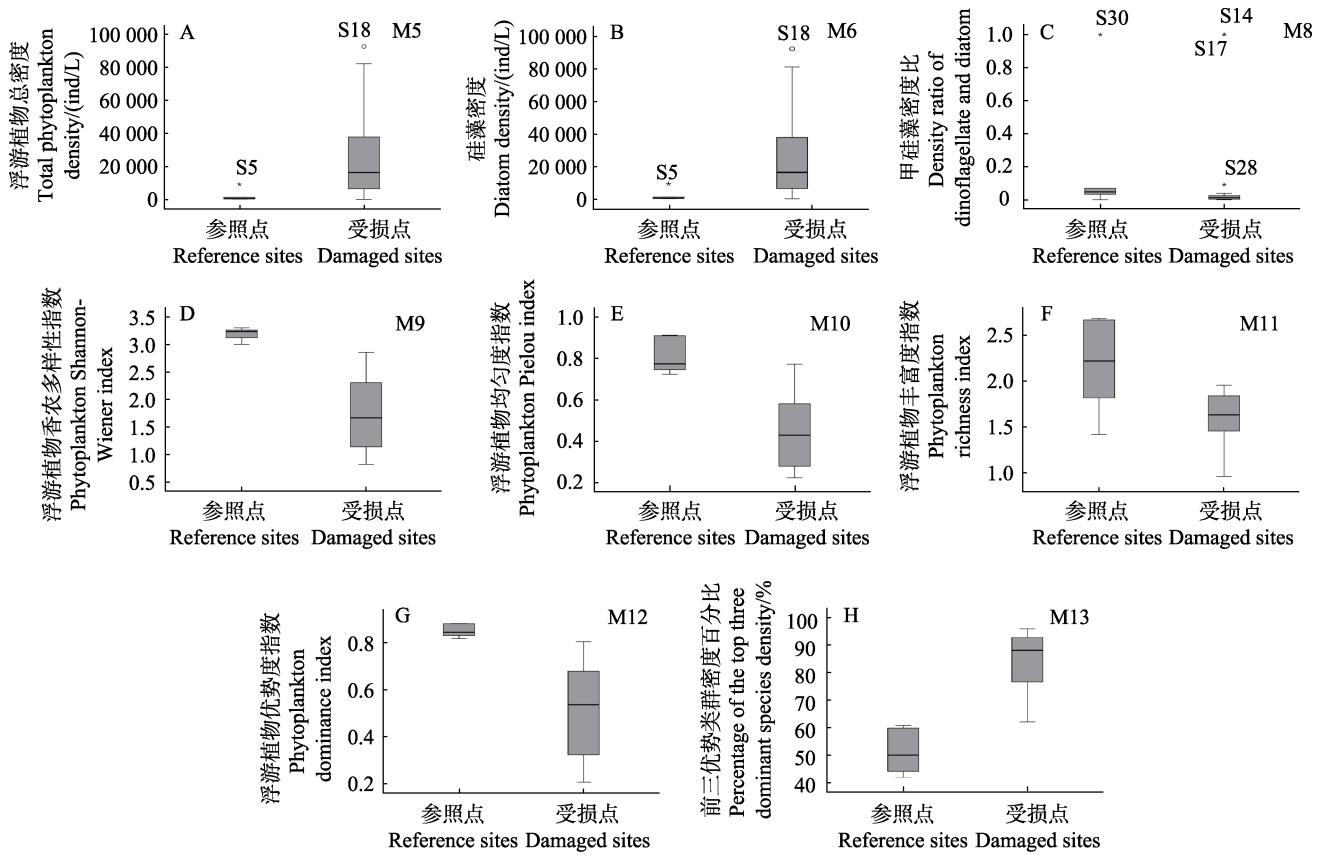 浮游植物总密度
Total phytoplankton
density/(ind/L)
A
S18
M5
100 000
80 000
60 000
40 000
20 000
0
S5
参照点
受损点
Reference sites
Damaged sites
硅藻密度
Diatom density/(ind/L)
B
S18
M6
100 000
80 000
60 000
40 000
20 000
0
S5
参照点
受损点
Reference sites
Damaged sites
甲硅藻密度比
Density ratio of
dinoflagellate and diatom
C
S30
S14
S17
M8
1.0
0.8
0.6
0.4
0.2
0
S28
参照点
受损点
Reference sites
Damaged sites
浮游植物香农多样性指数
Phytoplankton Shannon-
Wiener index
D
M9
3.5
3.0
2.5
2.0
1.5
1.0
0.5
参照点
受损点
Reference sites
Damaged sites
浮游植物均匀度指数
Phytoplankton Pielou index
E
M10
1.0
0.8
0.6
0.4
0.2
参照点
受损点
Reference sites
Damaged sites
浮游植物丰富度指数
Phytoplankton
richness index
F
M11
2.5
2.0
1.5
1.0
参照点
受损点
Reference sites
Damaged sites
浮游植物优势度指数
Phytoplankton
dominance index
G
M12
0.8
0.6
0.4
0.2
参照点
受损点
Reference sites
Damaged sites
前三优势类群密度百分比
Percentage of the top three
dominant species density/%
H
M13
100
90
80
70
60
50
40
参照点
受损点
Reference sites
Damaged sites